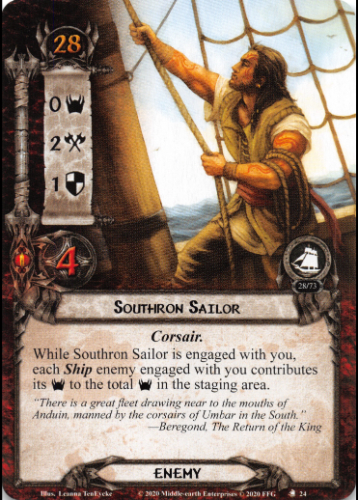 28
0
2
1
4
28/73
SOUTHRON SAILOR
Corsair.
While Southron Sailor is engaged with you,
each Ship enemy engaged with you contributes
its to the total in the staging area.
"There is a great fleet drawing near to the mouths of
Anduin, manned by the corsairs of Umbar in the South."
—Beregond, The Return of the King
ENEMY
Illus. Leanna TenEycke © 2020 Middle-earth Enterprises © 2020 FFG 24